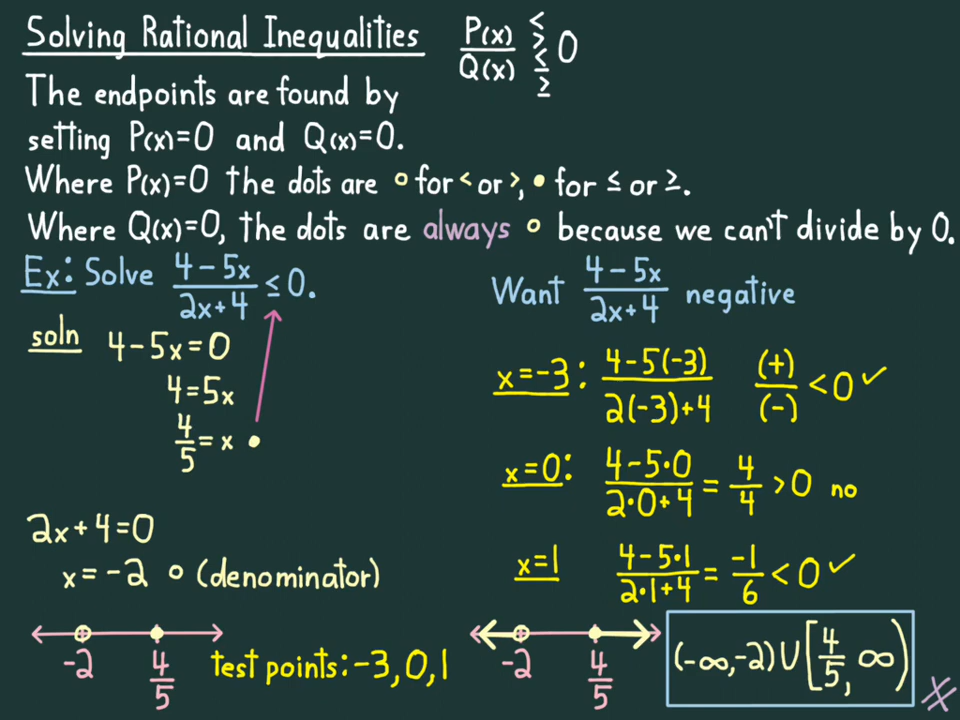 Solving Rational Inequalities P(x)/Q(x) < > ≤ ≥ 0
The endpoints are found by
setting P(x)=0 and Q(x)=0.
Where P(x)=0 the dots are ○ for < or >, • for ≤ or ≥.
Where Q(x)=0, the dots are always ○ because we can't divide by 0.
Ex: Solve (4-5x)/(2x+4) ≤ 0.
soln 4-5x=0
4=5x
4/5=x •
2x+4=0
x=-2 ○ (denominator)
-2 4/5
test points: -3,0,1
Want (4-5x)/(2x+4) negative
x=-3: (4-5(-3))/(2(-3)+4) (+)/(-) <0 ✓
x=0: (4-5•0)/(2•0+4) = 4/4 >0 no
x=1 (4-5•1)/(2•1+4) = -1/6 <0 ✓
-2 4/5
(-∞,-2)∪[4/5, ∞)